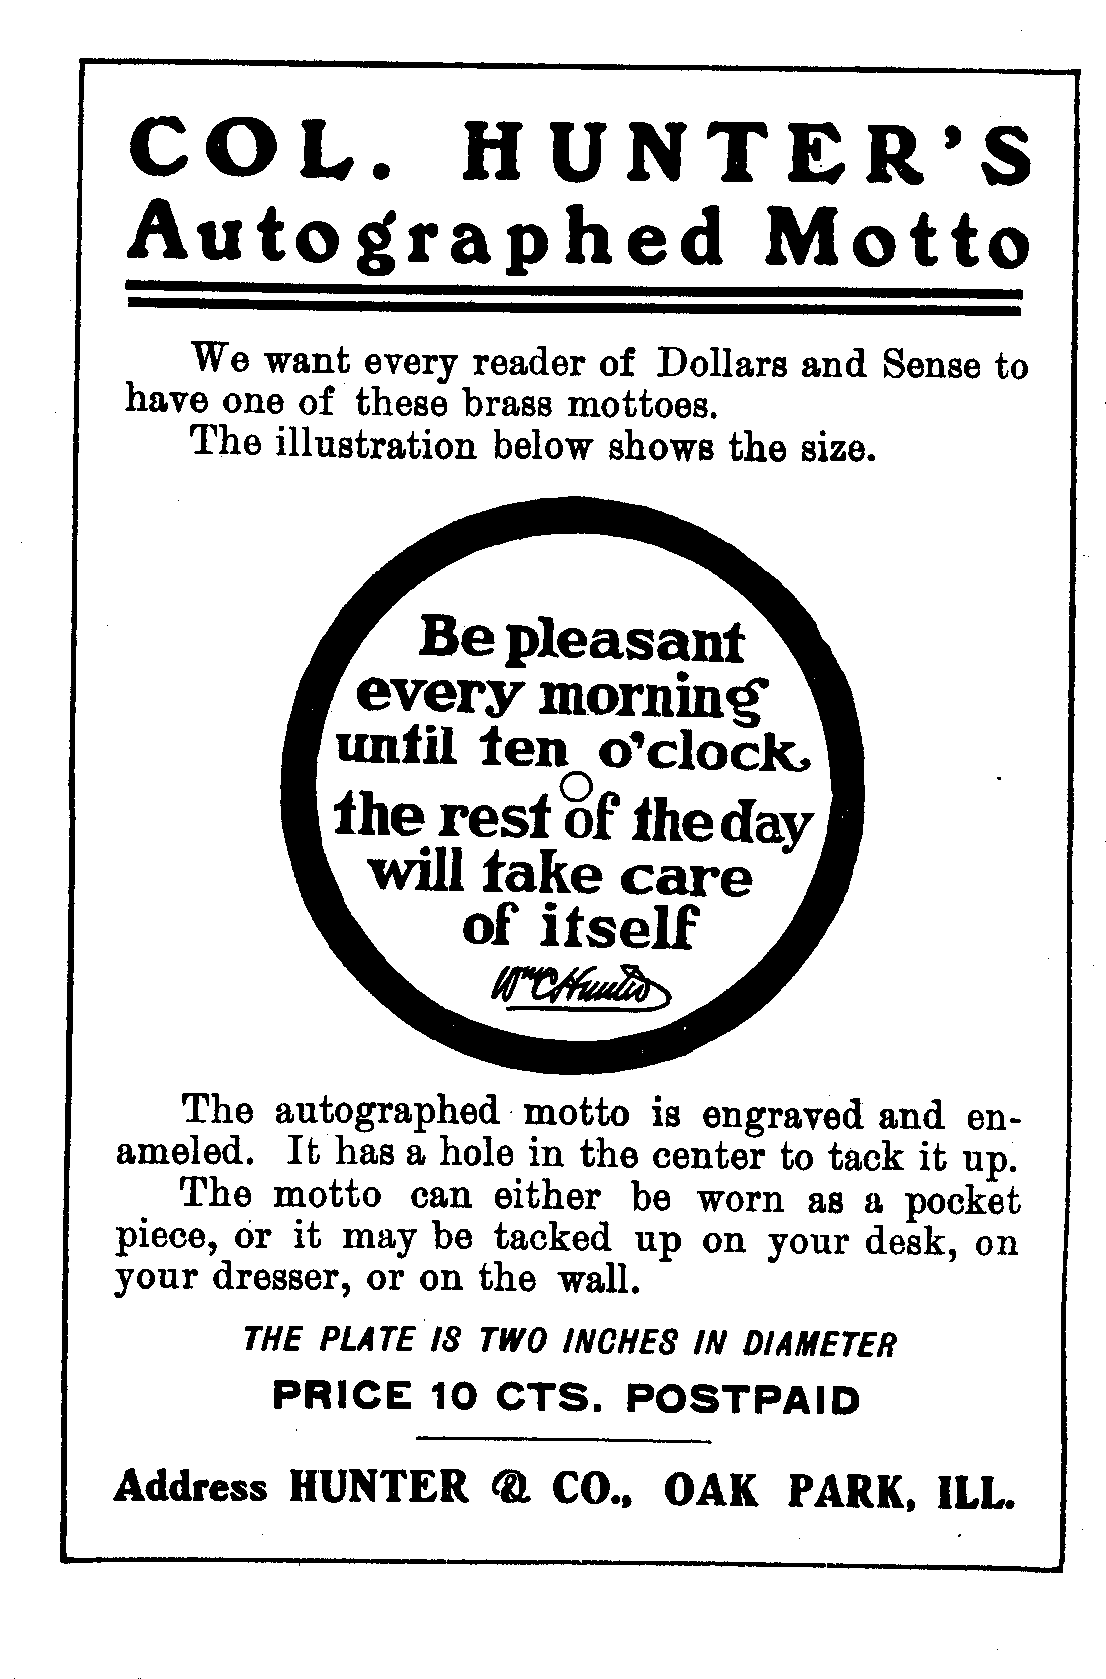 COL. HUNTER'S
Autographed Motto
We want every reader of Dollars and Sense to
have one of these brass mottoes.
The illustration below shows the size.
Be pleasant
every morning
until ten o'clock
the rest of the day
will take care
of itself
Wm C Hunter
The autographed motto is engraved and en-
ameled. It has a hole in the center to tack it up.
The motto can either be worn as a pocket
piece, or it may be tacked up on your desk, on
your dresser, or on the wall.
THE PLATE IS TWO INCHES IN DIAMETER
PRICE 10 CTS. POSTPAID
Address HUNTER & CO., OAK PARK, ILL.